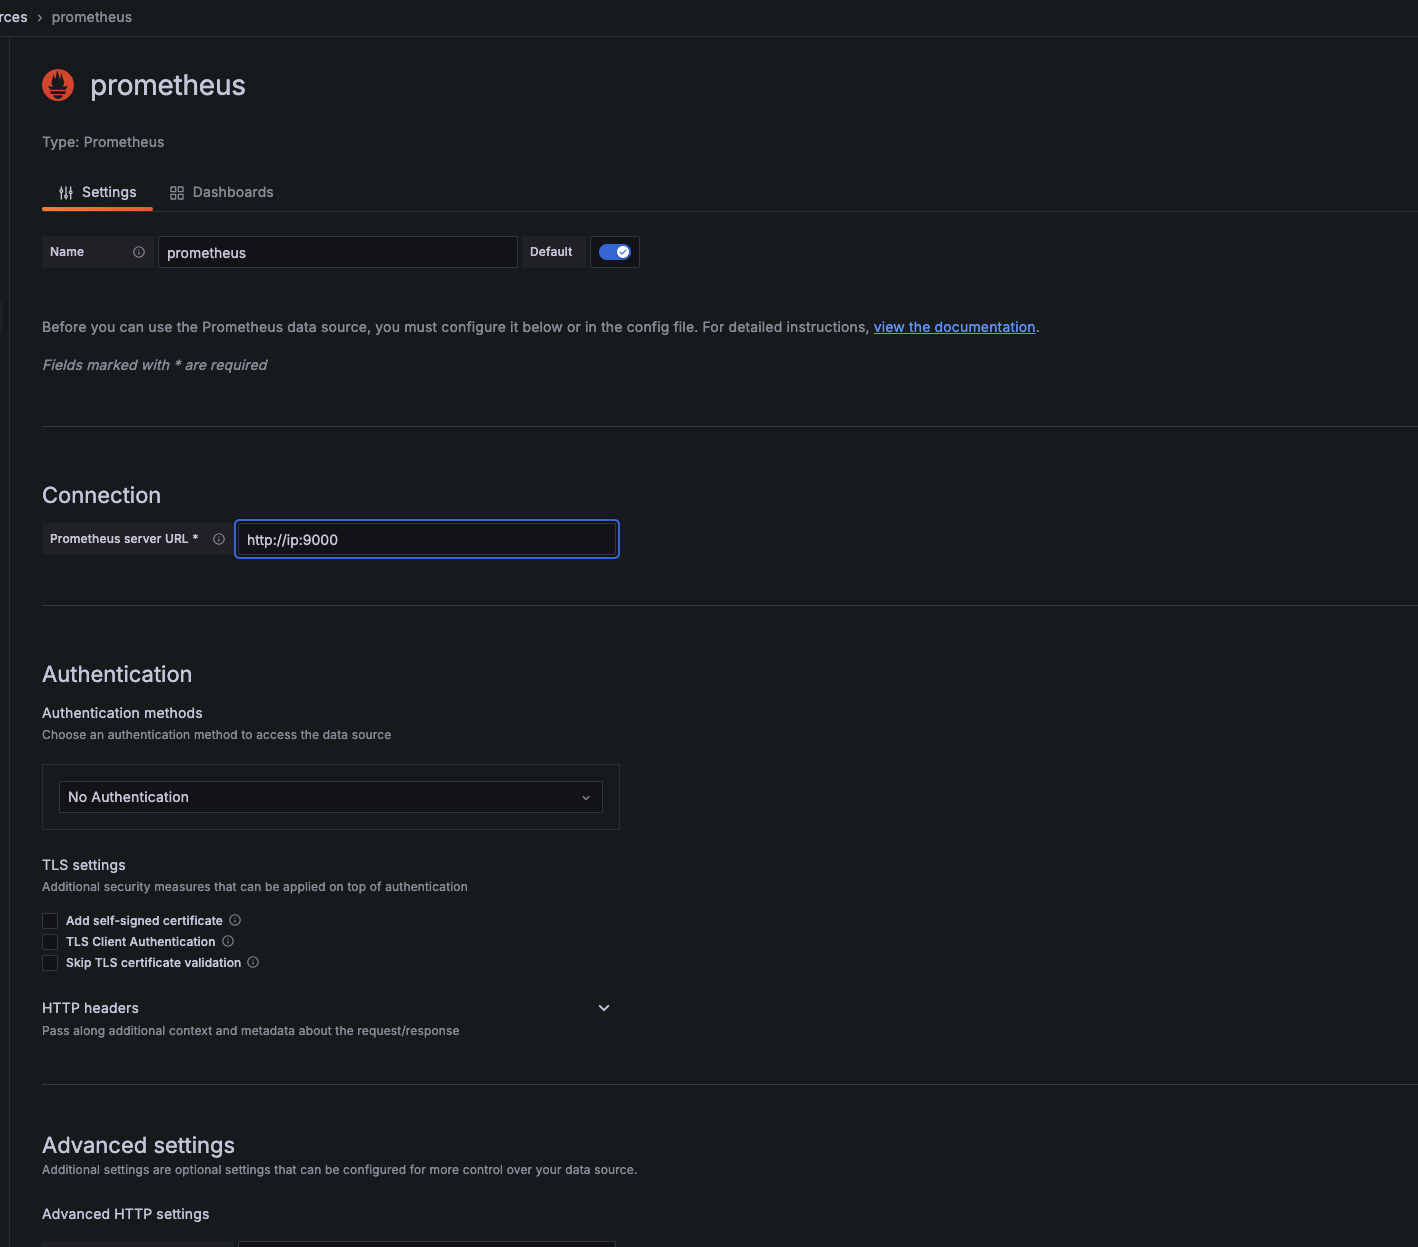 rces › prometheus
prometheus
Type: Prometheus
Settings Dashboards
Name prometheus Default
Before you can use the Prometheus data source, you must configure it below or in the config file. For detailed instructions, view the documentation.
Fields marked with * are required
Connection
Prometheus server URL * http://ip:9000
Authentication
Authentication methods
Choose an authentication method to access the data source
No Authentication
TLS settings
Additional security measures that can be applied on top of authentication
Add self-signed certificate
TLS Client Authentication
Skip TLS certificate validation
HTTP headers
Pass along additional context and metadata about the request/response
Advanced settings
Additional settings are optional settings that can be configured for more control over your data source.
Advanced HTTP settings